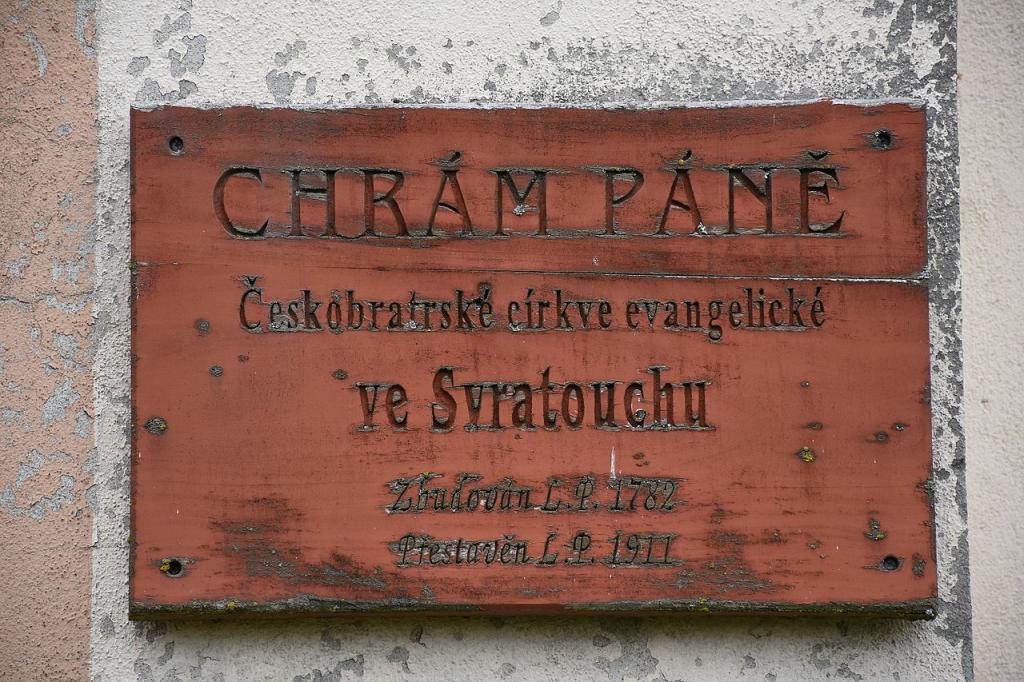 CHRÁM PÁNĚ
Českobratrské církve evangelické
ve Svratouchu
Zbudován L. P. 1782
Přestavěn L. P. 1911